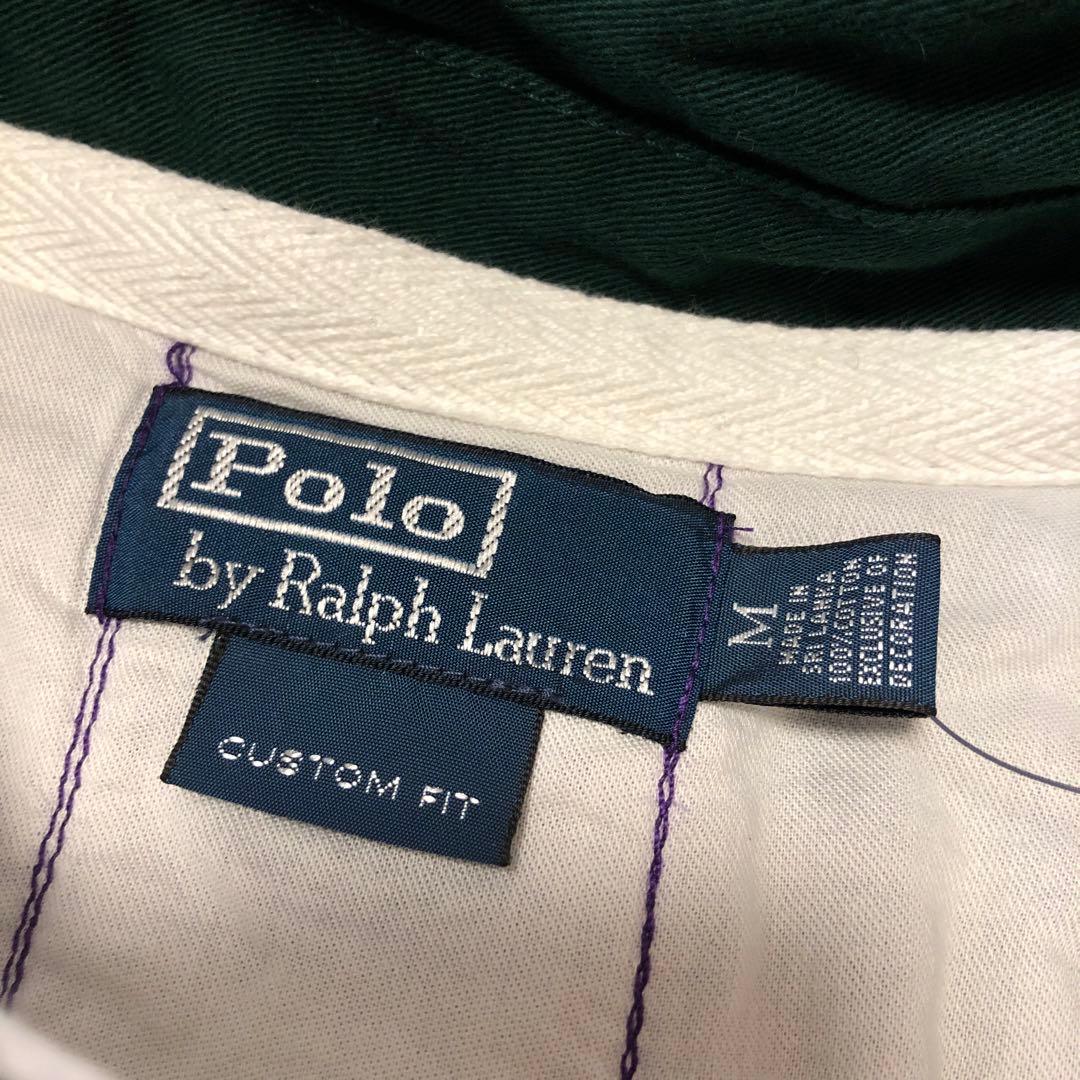 Polo
by Ralph Lauren
CUSTOM FIT
M
MADE IN
SRI LANKA
100% COTTON
EXCLUSIVE OF
DECORATION